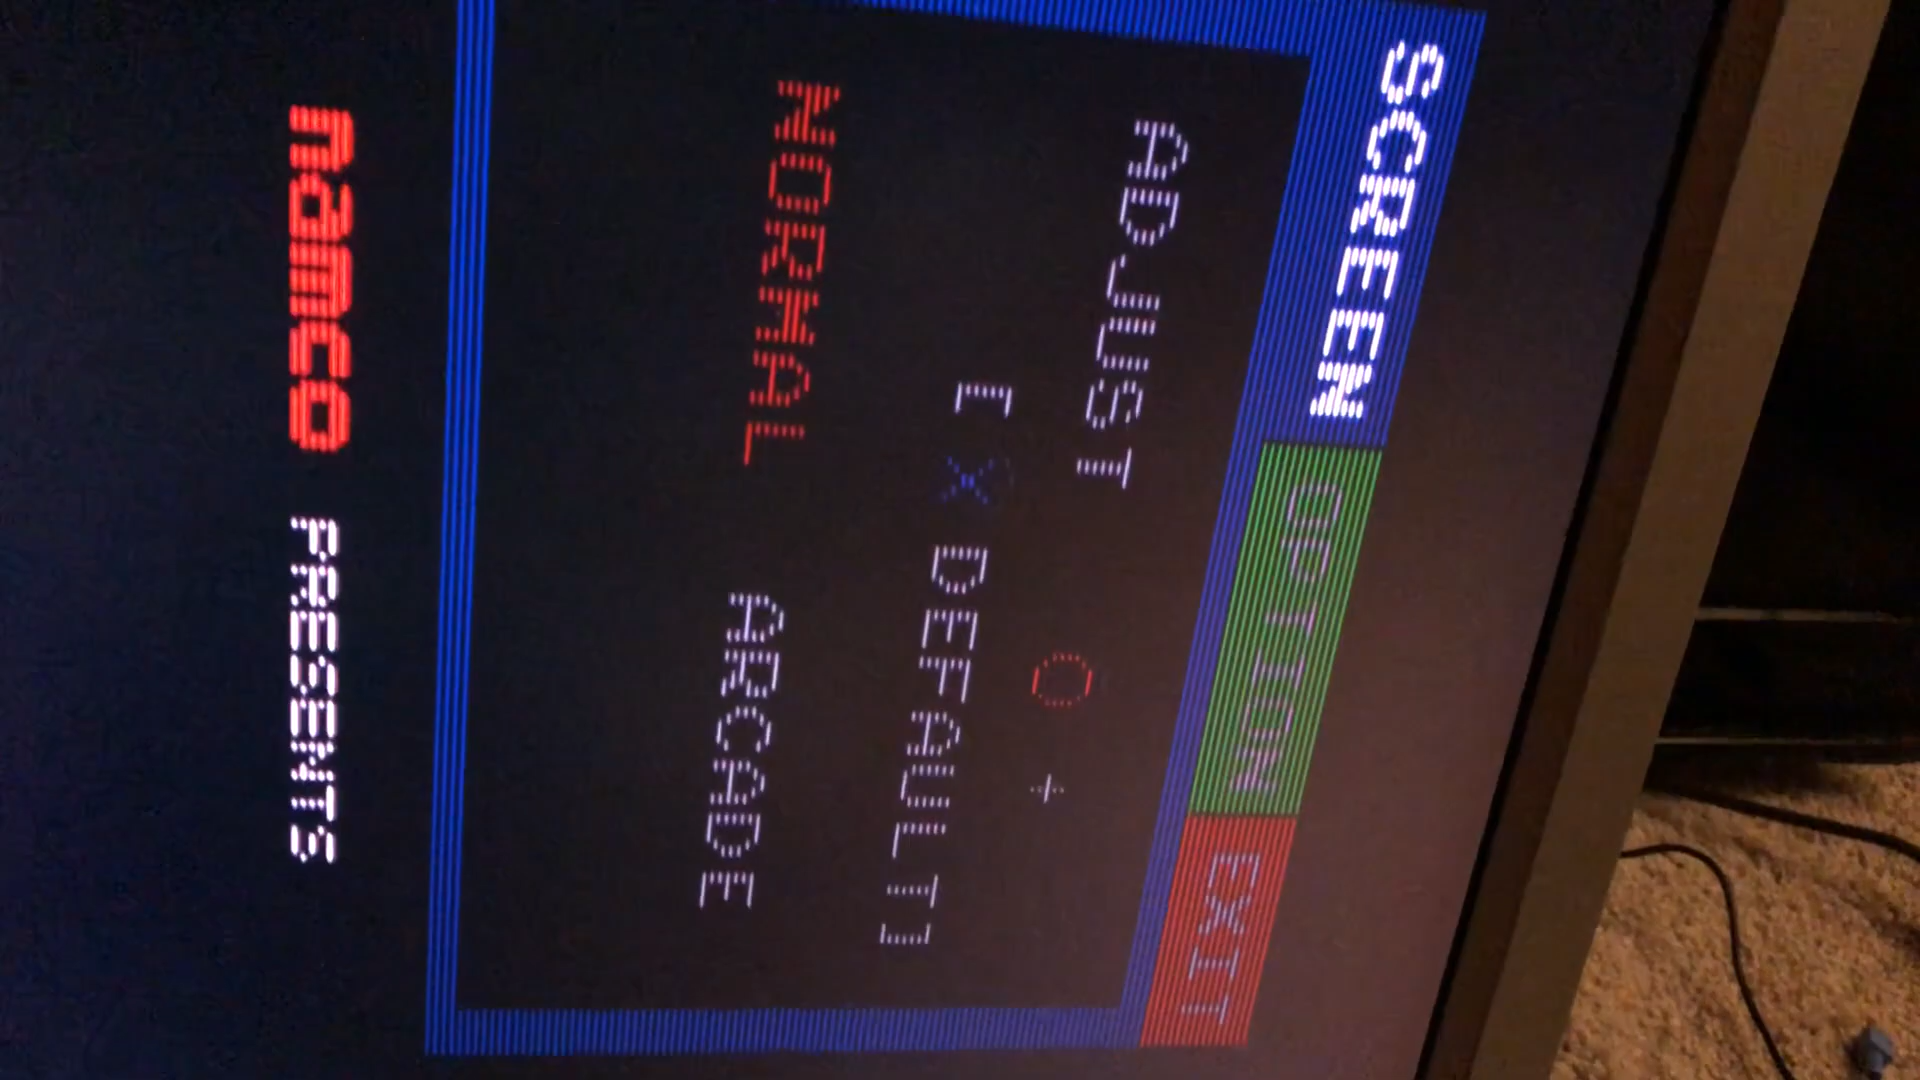 SCREEN OPTION EXIT
ADJUST ○ +
[ X DEFAULT]
NORMAL ARCADE
namco PRESENTS